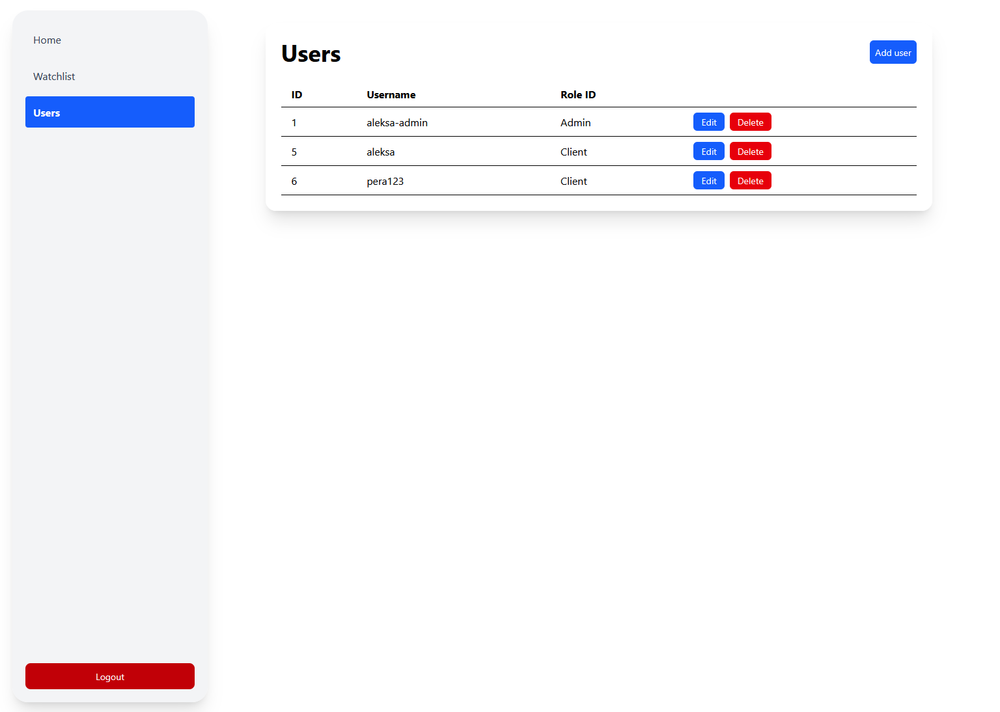 Home
Watchlist
Users
Logout
Users
Add user
ID Username Role ID
1 aleksa-admin Admin Edit Delete
5 aleksa Client Edit Delete
6 pera123 Client Edit Delete